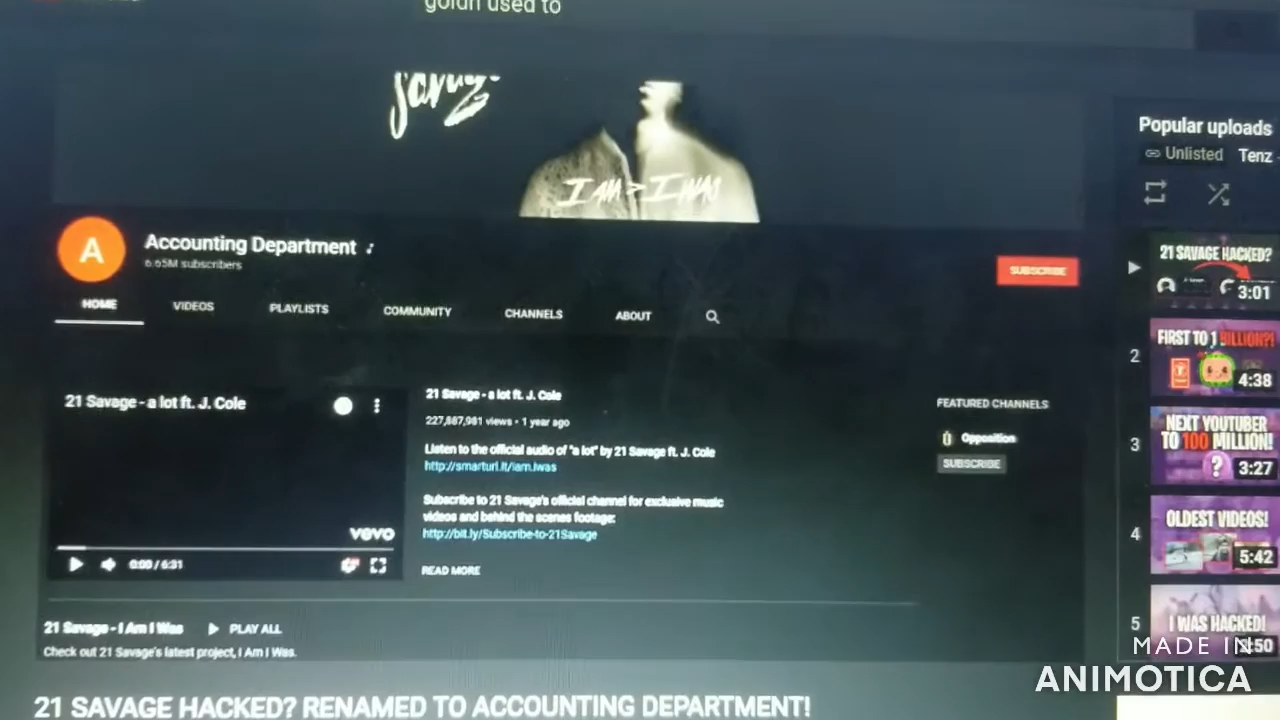 goian used to
Savage
I AM > I WAS
Accounting Department ♪
A
6.65M subscribers
SUBSCRIBE
HOME
VIDEOS
PLAYLISTS
COMMUNITY
CHANNELS
ABOUT
21 Savage - a lot ft. J. Cole
vevo
0:00 / 6:31
21 Savage - a lot ft. J. Cole
227,887,981 views • 1 year ago
Listen to the official audio of "a lot" by 21 Savage ft. J. Cole
http://smarturl.it/iam.iwas
Subscribe to 21 Savage's official channel for exclusive music
videos and behind the scenes footage:
http://bit.ly/Subscribe-to-21Savage
READ MORE
FEATURED CHANNELS
Opposition
SUBSCRIBE
21 Savage - I Am I Was
PLAY ALL
Check out 21 Savage's latest project, I Am I Was.
21 SAVAGE HACKED? RENAMED TO ACCOUNTING DEPARTMENT!
Popular uploads
Unlisted Tenz
21 SAVAGE HACKED?
3:01
2
FIRST TO 1 BILLION?!
4:38
3
NEXT YOUTUBER
TO 100 MILLION!
?
3:27
4
OLDEST VIDEOS!
5:42
5
I WAS HACKED!
:50
MADE IN
ANIMOTICA